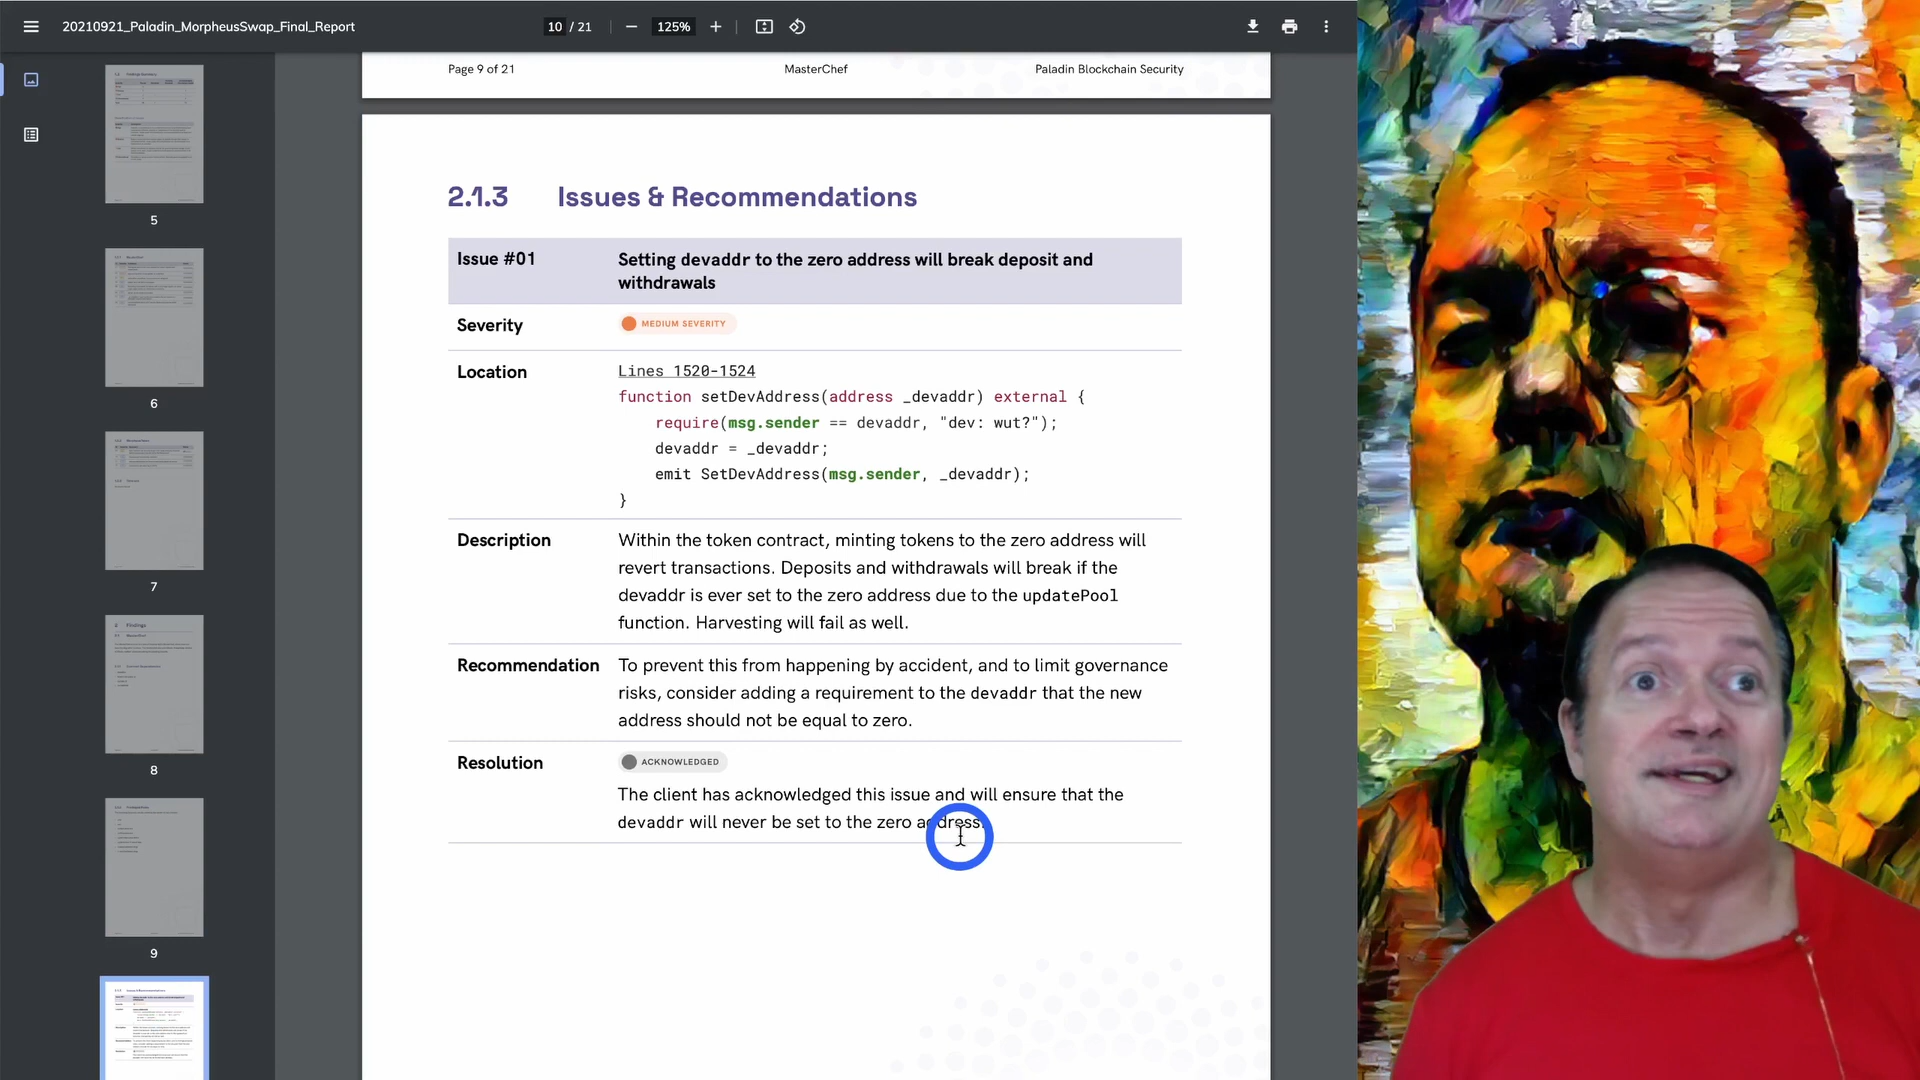 20210921_Paladin_MorpheusSwap_Final_Report
10 / 21
125%
Page 9 of 21
MasterChef
Paladin Blockchain Security
2.1.3 Issues & Recommendations
Issue #01
Setting devaddr to the zero address will break deposit and
withdrawals
Severity
MEDIUM SEVERITY
Location
Lines 1520-1524
function setDevAddress(address _devaddr) external {
require(msg.sender == devaddr, "dev: wut?");
devaddr = _devaddr;
emit SetDevAddress(msg.sender, _devaddr);
}
Description
Within the token contract, minting tokens to the zero address will
revert transactions. Deposits and withdrawals will break if the
devaddr is ever set to the zero address due to the updatePool
function. Harvesting will fail as well.
Recommendation
To prevent this from happening by accident, and to limit governance
risks, consider adding a requirement to the devaddr that the new
address should not be equal to zero.
Resolution
ACKNOWLEDGED
The client has acknowledged this issue and will ensure that the
devaddr will never be set to the zero address.
5
6
7
8
9